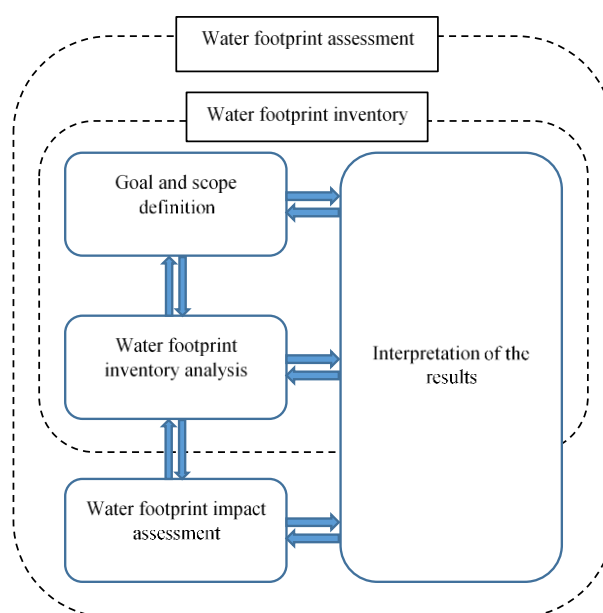 Water footprint assessment
Water footprint inventory
Goal and scope
definition
Water footprint
inventory analysis
Interpretation of the
results
Water footprint impact
assessment